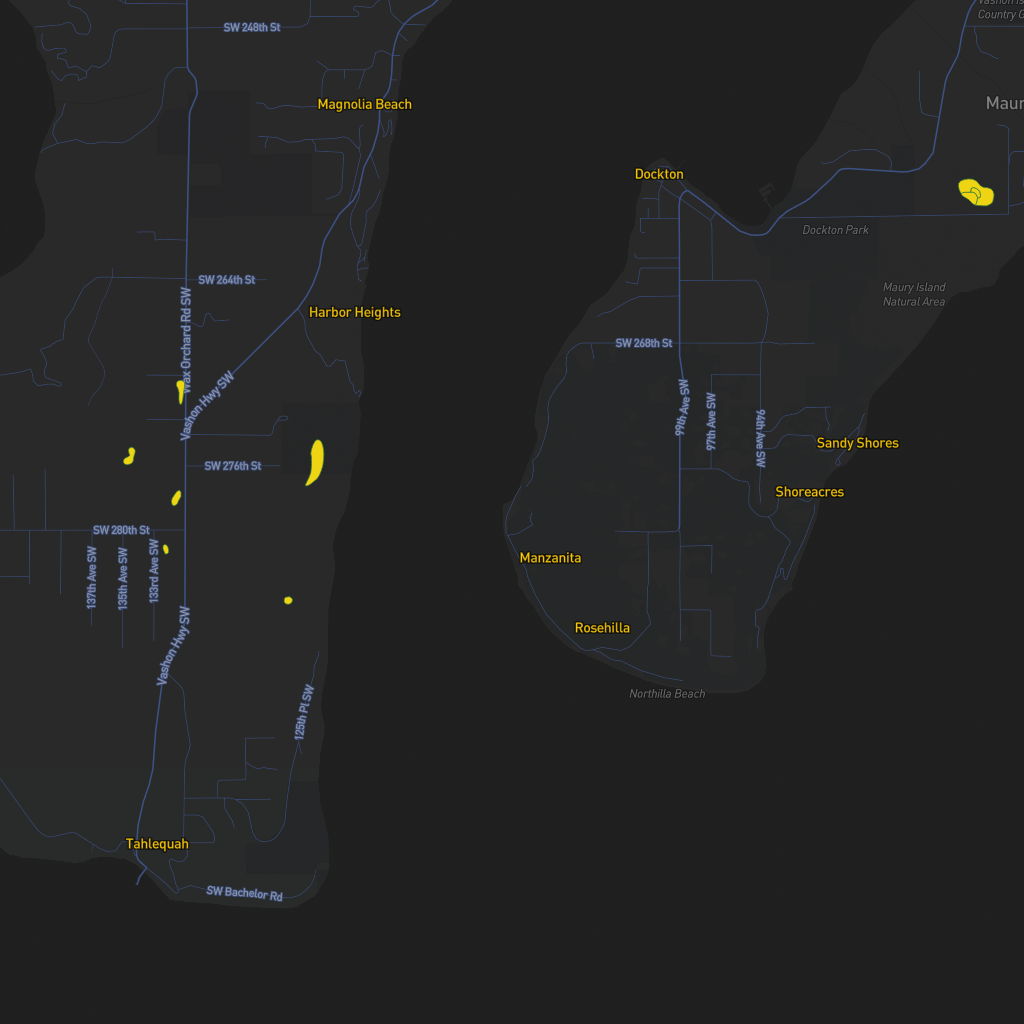 Country G
SW 248th St
Magnolia Beach
Maur
Dockton
Dockton Park
SW 264th St
Maury Island
Natural Area
Wax Orchard Rd SW
Harbor Heights
SW 268th St
Vashon Hwy SW
99th Ave SW
97th Ave SW
94th Ave SW
Sandy Shores
SW 276th St
Shoreacres
SW 280th St
Manzanita
137th Ave SW
135th Ave SW
133rd Ave SW
Rosehilla
Vashon Hwy SW
Northilla Beach
125th Pl SW
Tahlequah
SW Bachelor Rd